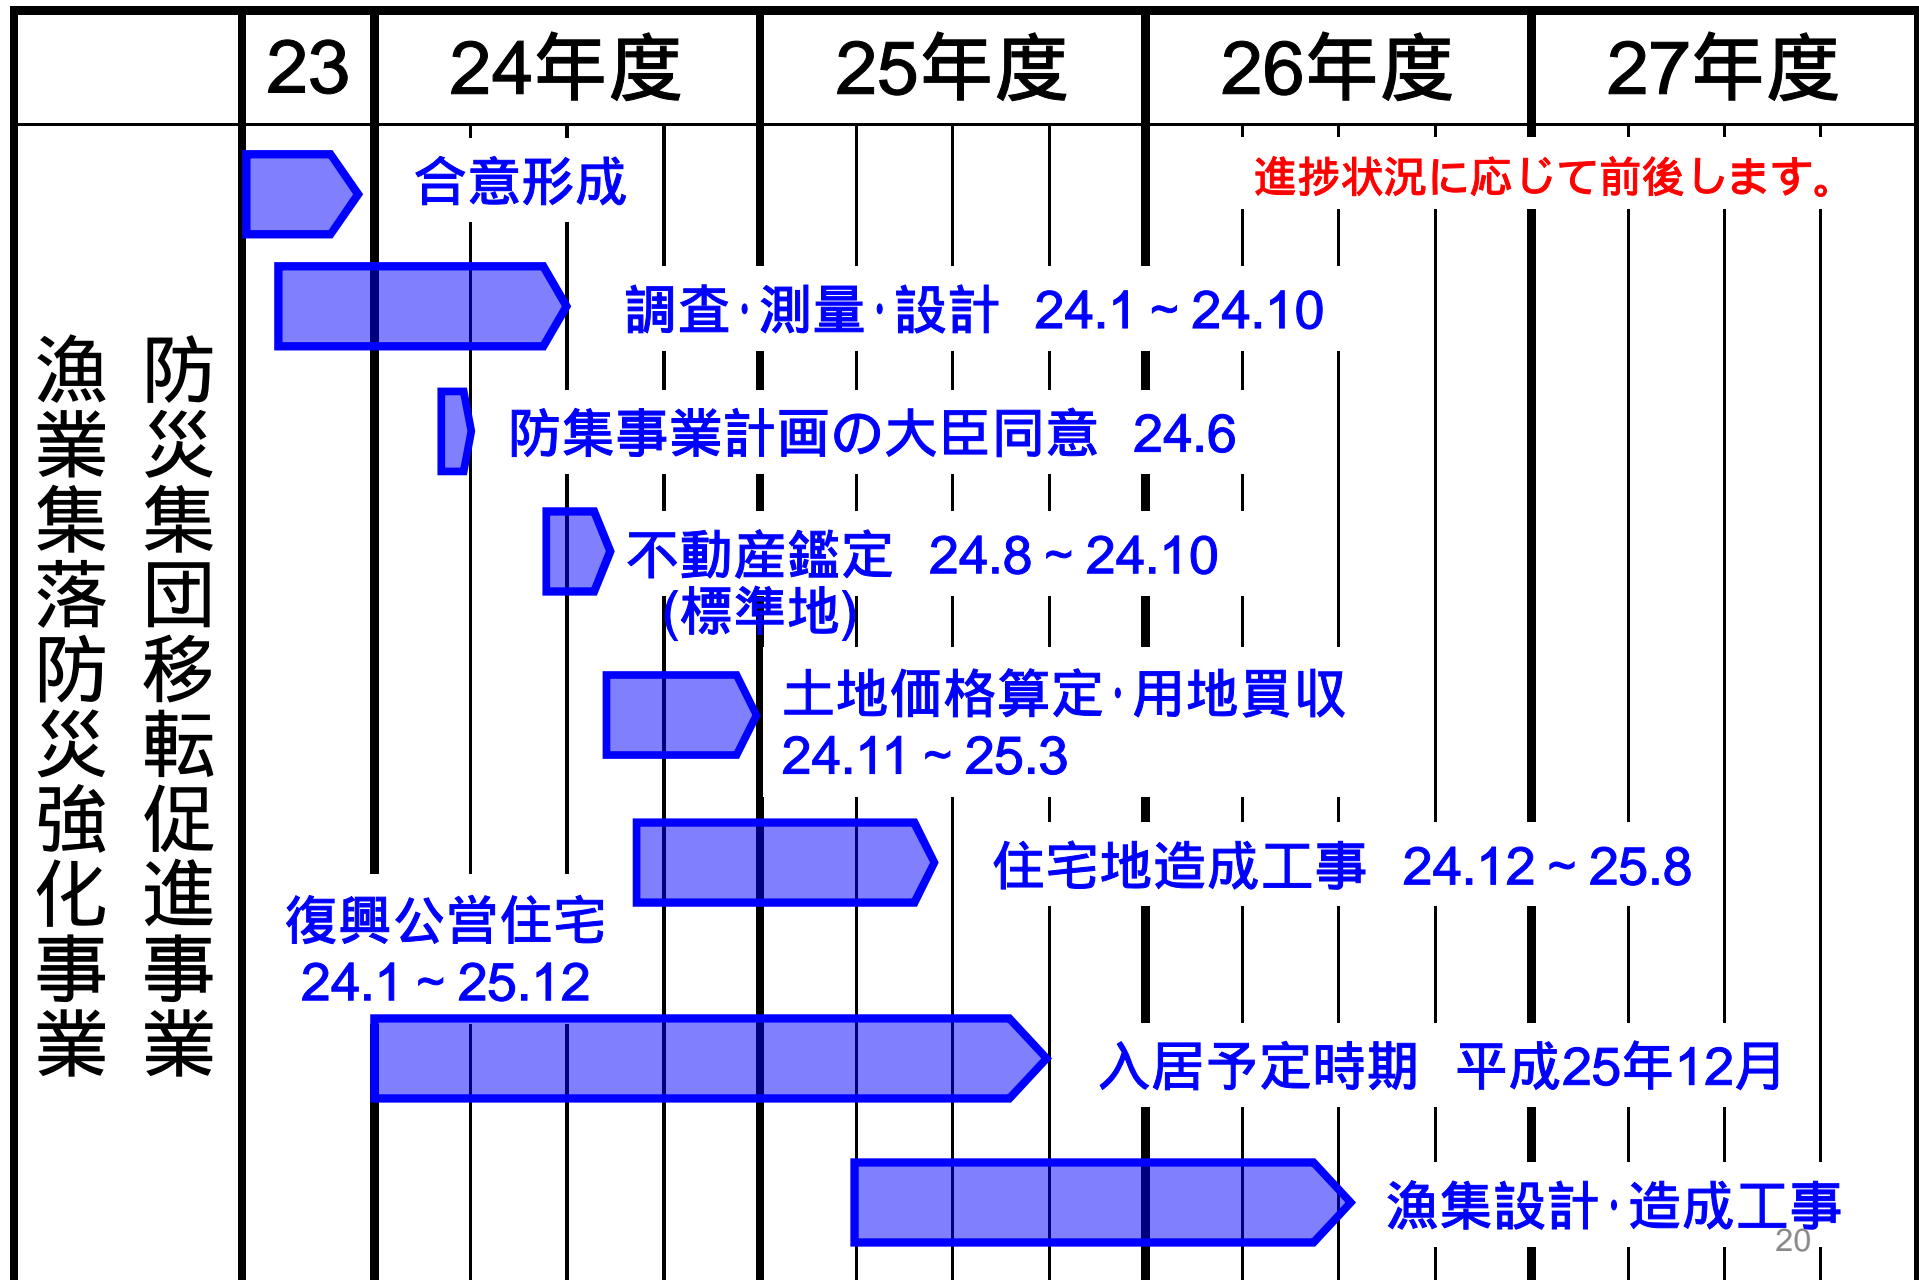 23 24年度 25年度 26年度 27年度
防災集団移転促進事業
漁業集落防災強化事業
合意形成
進捗状況に応じて前後します。
調査・測量・設計 24.1～24.10
防集事業計画の大臣同意 24.6
不動産鑑定 24.8～24.10
(標準地)
土地価格算定・用地買収
24.11～25.3
住宅地造成工事 24.12～25.8
復興公営住宅
24.1～25.12
入居予定時期 平成25年12月
漁集設計・造成工事
20